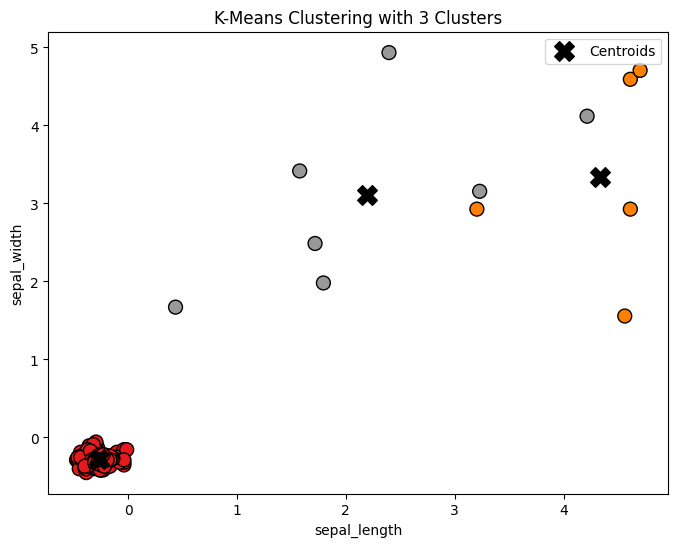 K-Means Clustering with 3 Clusters
Centroids
5
4
3
2
1
0
sepal_width
0 1 2 3 4
sepal_length